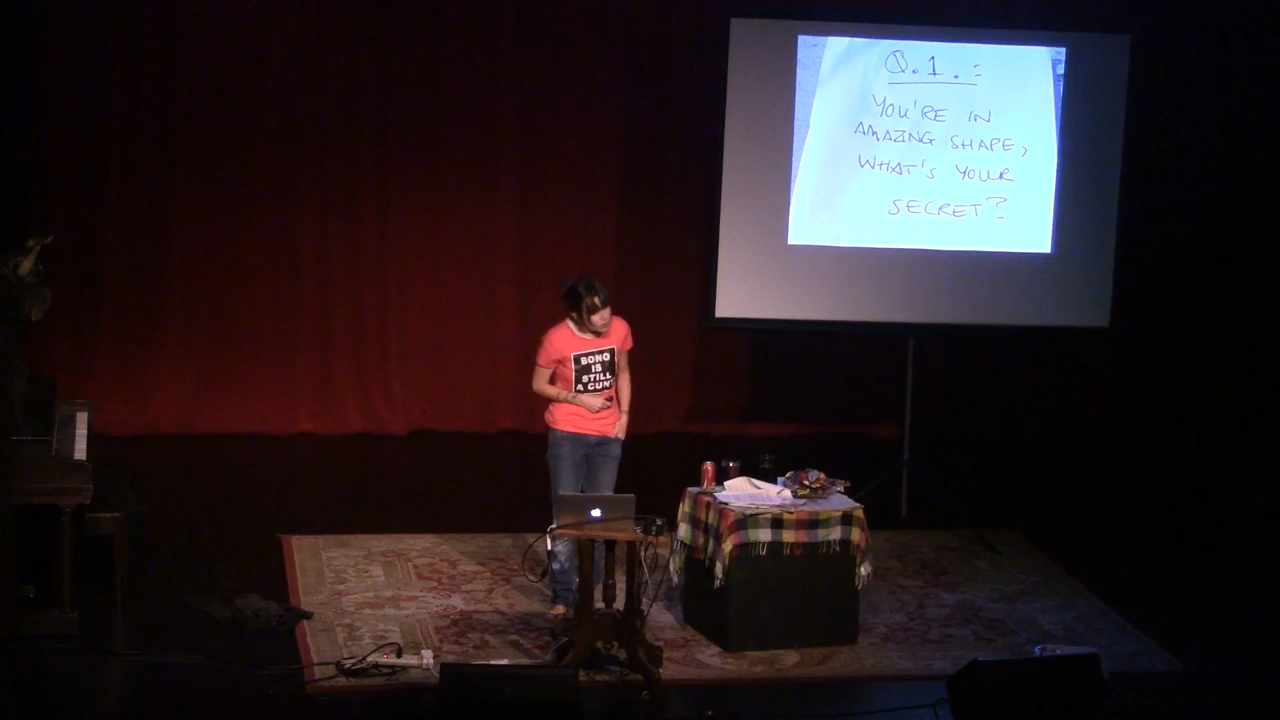 Q.1.:
YOU'RE IN
AMAZING SHAPE,
WHAT'S YOUR
SECRET?
BONO
IS
STILL
A CUNT